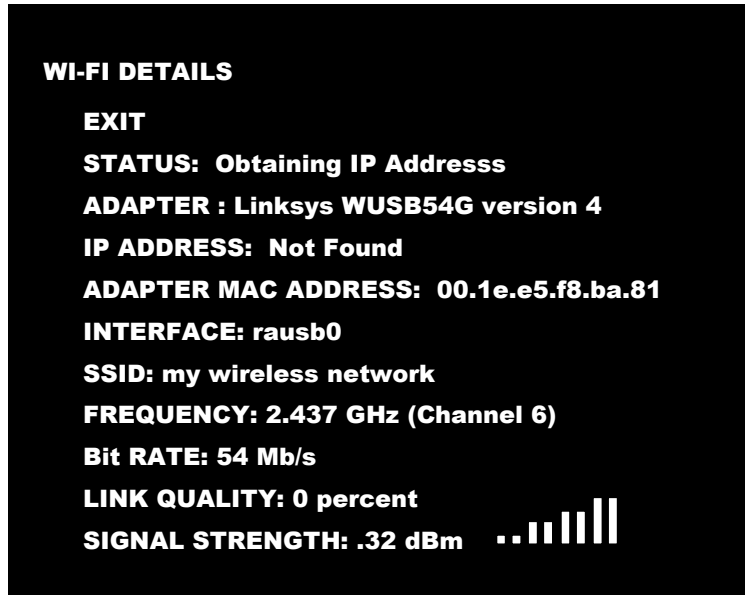 WI-FI DETAILS
EXIT
STATUS: Obtaining IP Addresss
ADAPTER : Linksys WUSB54G version 4
IP ADDRESS: Not Found
ADAPTER MAC ADDRESS: 00.1e.e5.f8.ba.81
INTERFACE: rausb0
SSID: my wireless network
FREQUENCY: 2.437 GHz (Channel 6)
Bit RATE: 54 Mb/s
LINK QUALITY: 0 percent
SIGNAL STRENGTH: .32 dBm